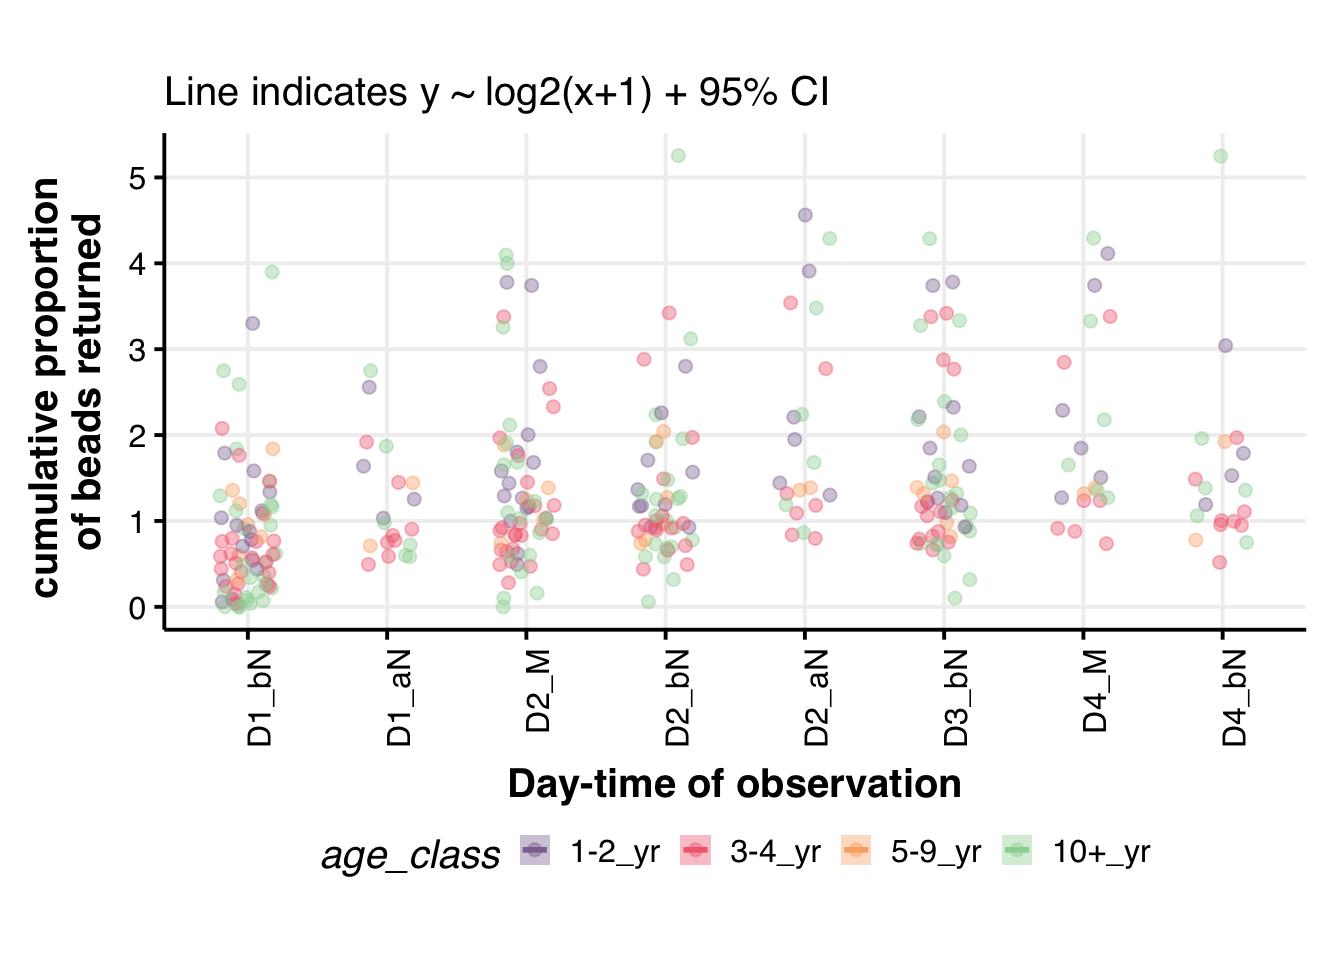 Line indicates y ~ log2(x+1) + 95% CI
cumulative proportion
of beads returned
5
4
3
2
1
0
D1_bN
D1_aN
D2_M
D2_bN
D2_aN
D3_bN
D4_M
D4_bN
Day-time of observation
age_class 1-2_yr 3-4_yr 5-9_yr 10+_yr